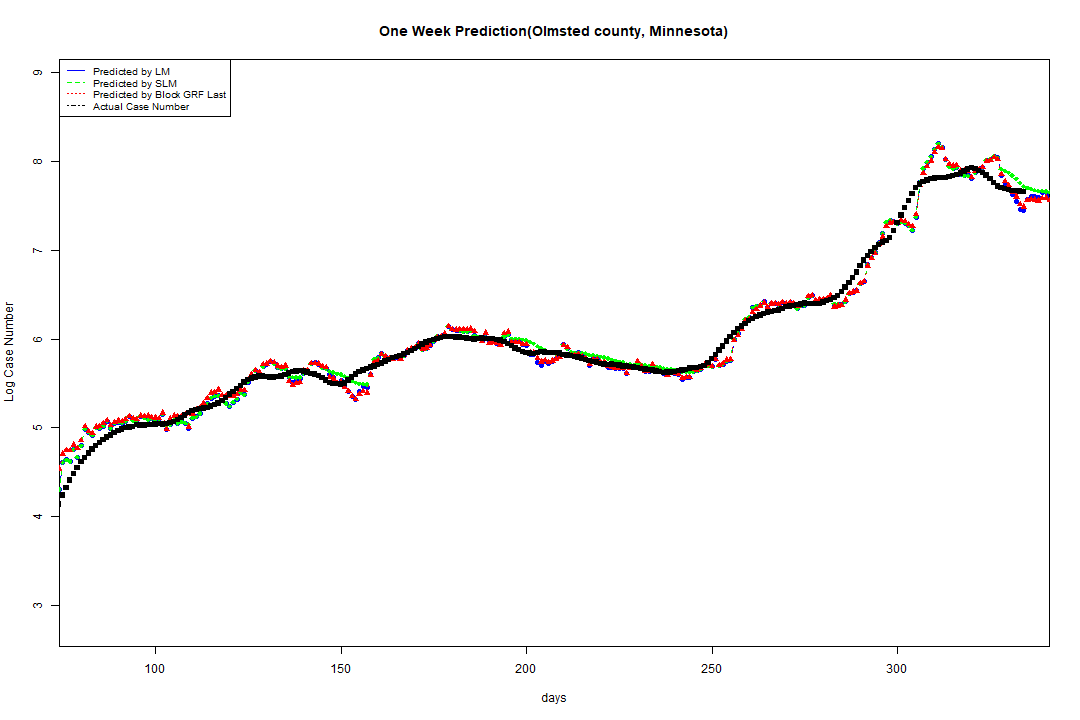 One Week Prediction(Olmsted county, Minnesota)
Predicted by LM
Predicted by SLM
Predicted by Block GRF Last
Actual Case Number
9
8
7
6
5
4
3
Log Case Number
100 150 200 250 300
days